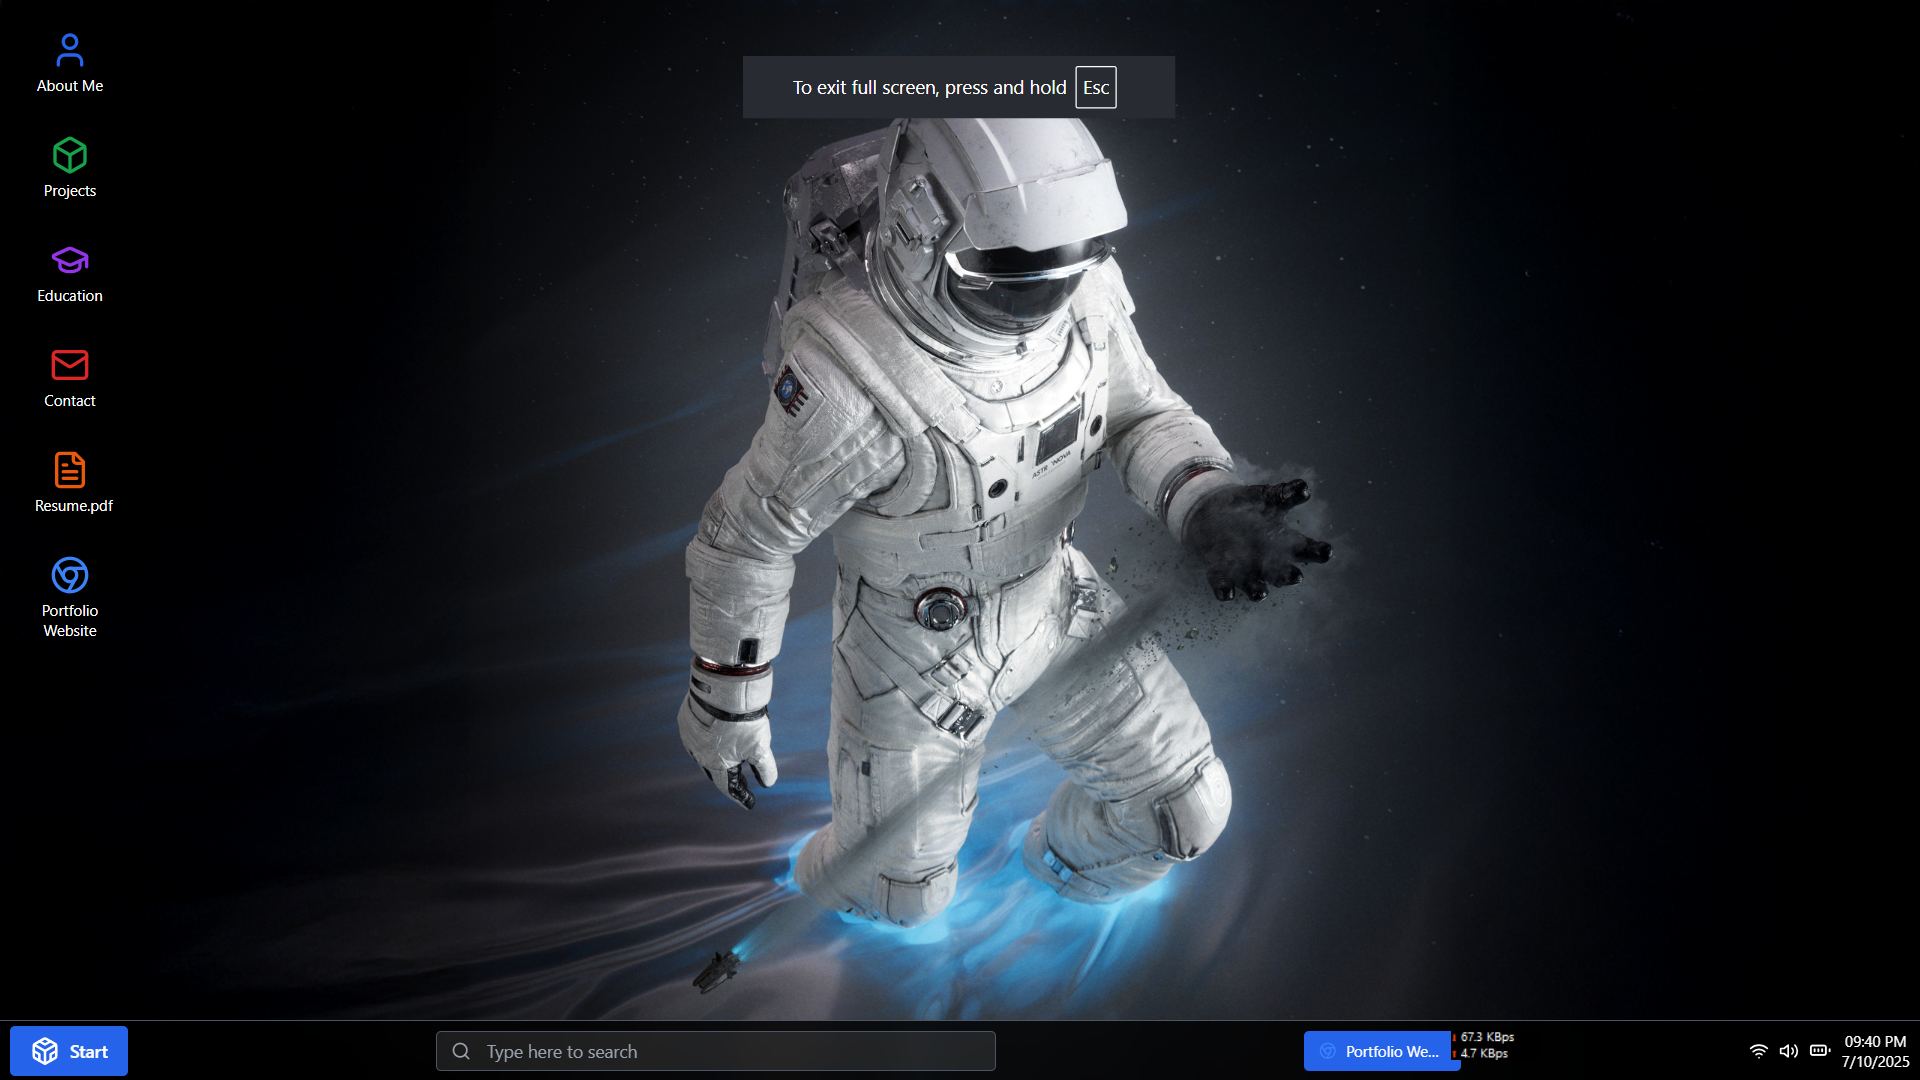 About Me
Projects
Education
Contact
Resume.pdf
Portfolio
Website
To exit full screen, press and hold Esc
Start
Type here to search
Portfolio We...
67.3 KBps
4.7 KBps
09:40 PM
7/10/2025